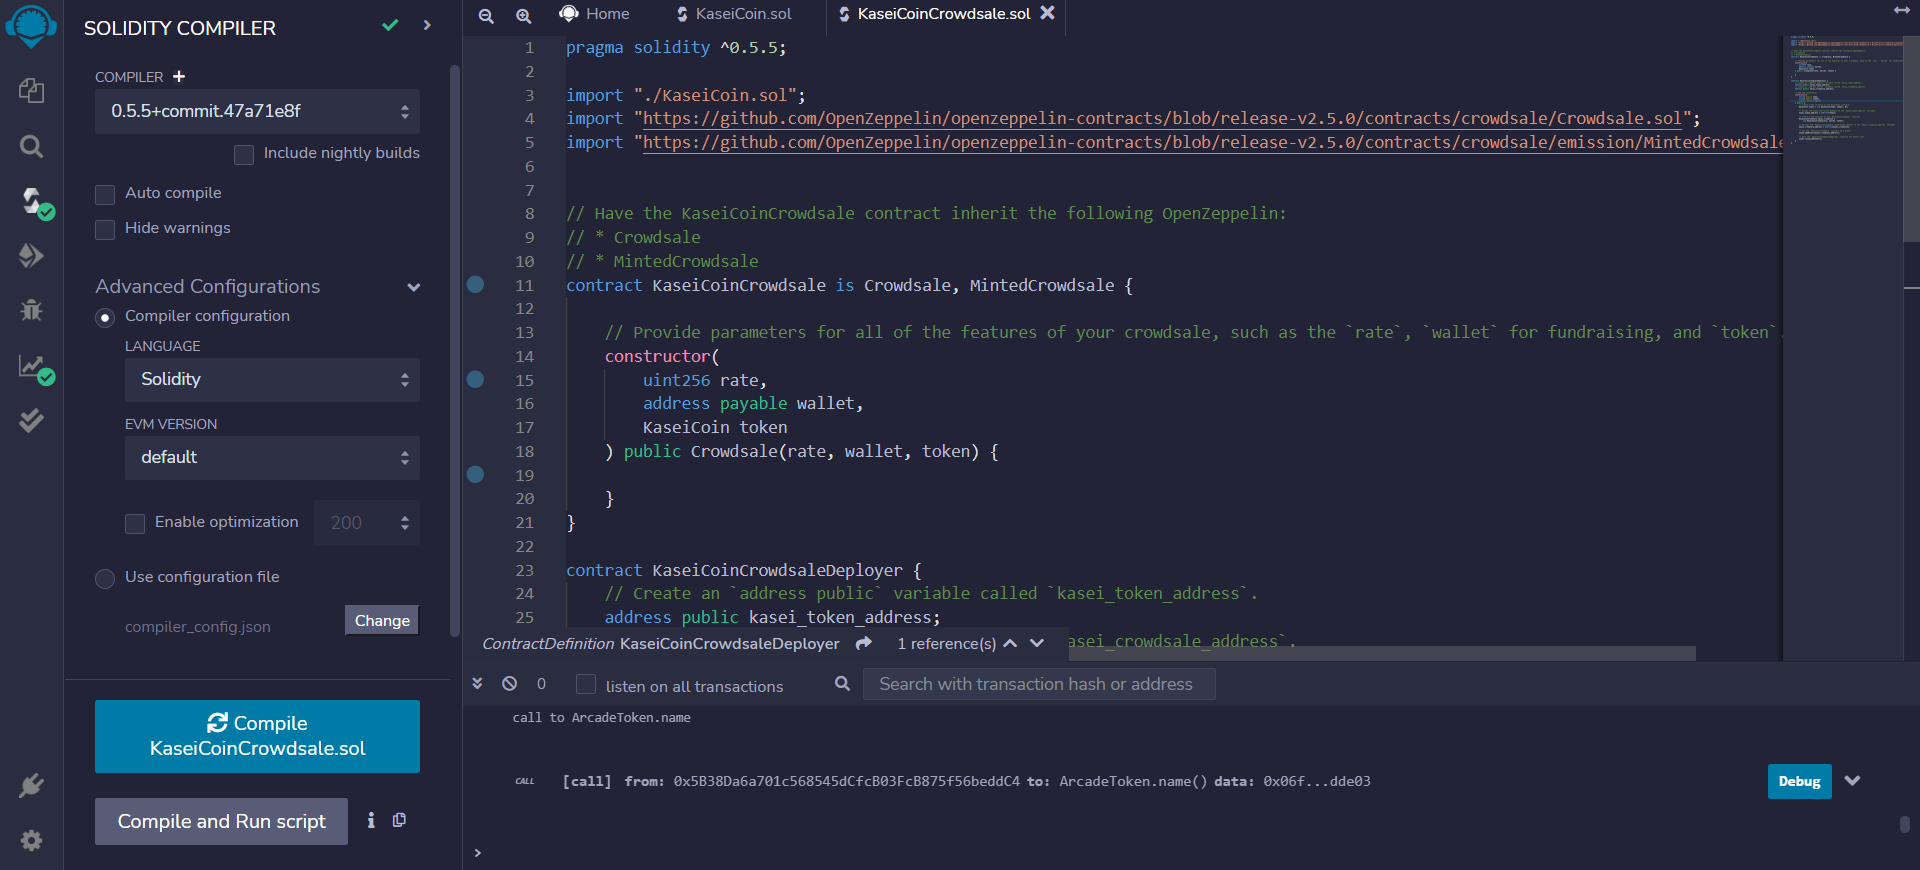 SOLIDITY COMPILER
COMPILER +
0.5.5+commit.47a71e8f
Include nightly builds
Auto compile
Hide warnings
Advanced Configurations
Compiler configuration
LANGUAGE
Solidity
EVM VERSION
default
Enable optimization 200
Use configuration file
compiler_config.json Change
Compile
KaseiCoinCrowdsale.sol
Compile and Run script i
Home KaseiCoin.sol KaseiCoinCrowdsale.sol
1 pragma solidity ^0.5.5;
2
3 import "./KaseiCoin.sol";
4 import "https://github.com/OpenZeppelin/openzeppelin-contracts/blob/release-v2.5.0/contracts/crowdsale/Crowdsale.sol";
5 import "https://github.com/OpenZeppelin/openzeppelin-contracts/blob/release-v2.5.0/contracts/crowdsale/emission/MintedCrowdsale
6
7
8 // Have the KaseiCoinCrowdsale contract inherit the following OpenZeppelin:
9 // * Crowdsale
10 // * MintedCrowdsale
11 contract KaseiCoinCrowdsale is Crowdsale, MintedCrowdsale {
12
13 // Provide parameters for all of the features of your crowdsale, such as the `rate`, `wallet` for fundraising, and `token`.
14 constructor(
15 uint256 rate,
16 address payable wallet,
17 KaseiCoin token
18 ) public Crowdsale(rate, wallet, token) {
19
20 }
21 }
22
23 contract KaseiCoinCrowdsaleDeployer {
24 // Create an `address public` variable called `kasei_token_address`.
25 address public kasei_token_address;
asei_crowdsale_address`.
ContractDefinition KaseiCoinCrowdsaleDeployer 1 reference(s)
0 listen on all transactions Search with transaction hash or address
call to ArcadeToken.name
CALL [call] from: 0x5B38Da6a701c568545dCfcB03FcB875f56beddC4 to: ArcadeToken.name() data: 0x06f...dde03 Debug
>